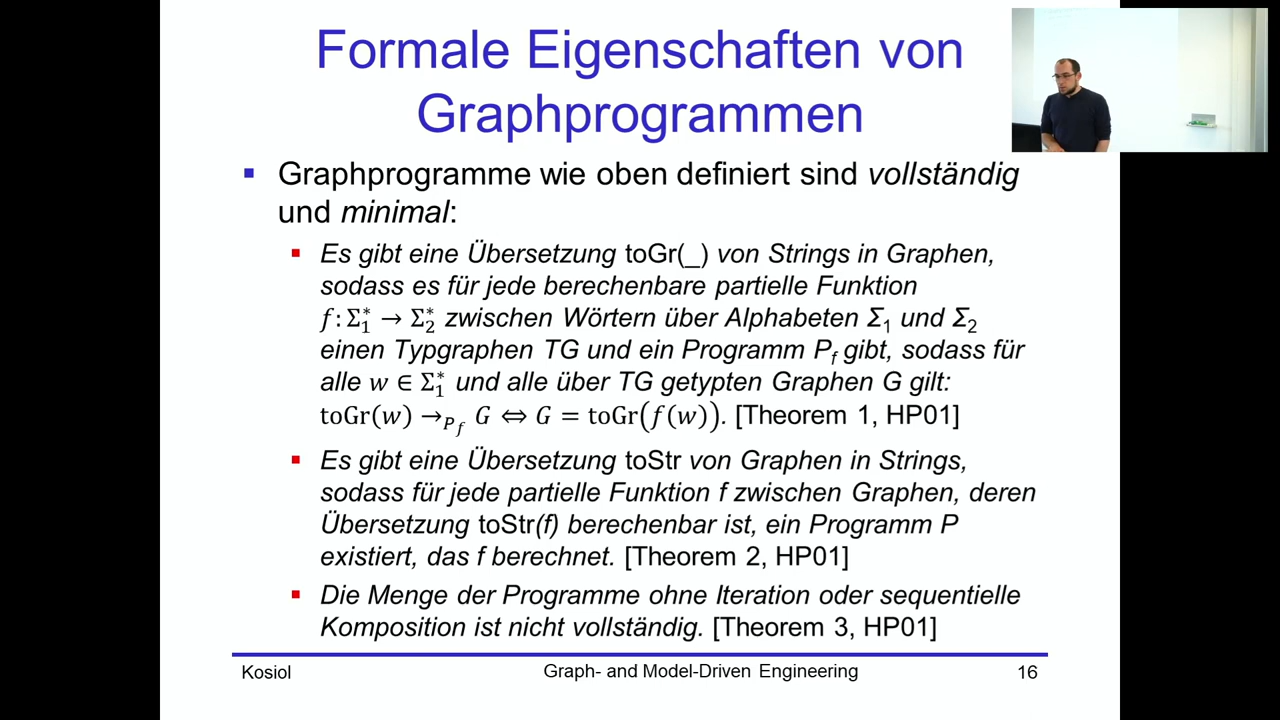 Formale Eigenschaften von
Graphprogrammen
▪ Graphprogramme wie oben definiert sind vollständig
und minimal:
▪ Es gibt eine Übersetzung toGr(_) von Strings in Graphen,
sodass es für jede berechenbare partielle Funktion
f: Σ₁* → Σ₂* zwischen Wörtern über Alphabeten Σ₁ und Σ₂
einen Typgraphen TG und ein Programm P_f gibt, sodass für
alle w ∈ Σ₁* und alle über TG getypten Graphen G gilt:
toGr(w) →_{P_f} G ⇔ G = toGr(f(w)). [Theorem 1, HP01]
▪ Es gibt eine Übersetzung toStr von Graphen in Strings,
sodass für jede partielle Funktion f zwischen Graphen, deren
Übersetzung toStr(f) berechenbar ist, ein Programm P
existiert, das f berechnet. [Theorem 2, HP01]
▪ Die Menge der Programme ohne Iteration oder sequentielle
Komposition ist nicht vollständig. [Theorem 3, HP01]
Kosiol
Graph- and Model-Driven Engineering
16